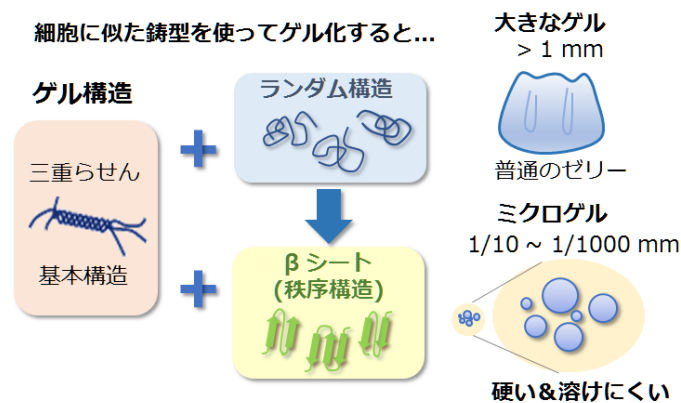 細胞に似た鋳型を使ってゲル化すると...
ゲル構造
三重らせん
基本構造
ランダム構造
βシート
(秩序構造)
大きなゲル
> 1 mm
普通のゼリー
ミクロゲル
1/10 ~ 1/1000 mm
硬い&溶けにくい